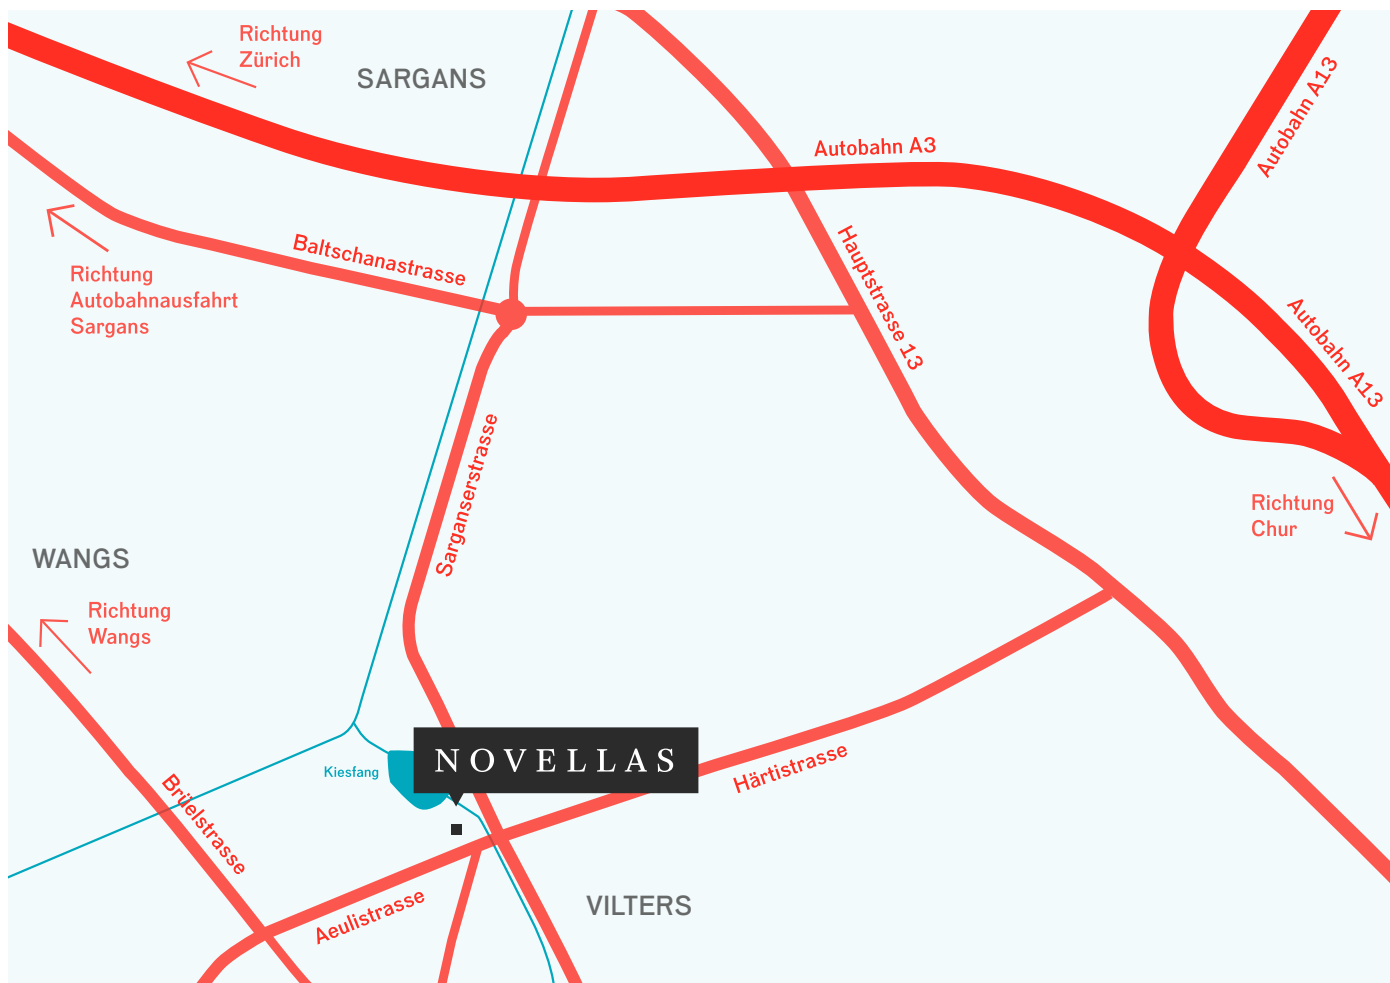 Richtung
Zürich
SARGANS
Autobahn A13
Autobahn A3
Baltschanastrasse
Hauptstrasse 13
Richtung
Autobahnausfahrt
Sargans
Autobahn A13
Sarganserstrasse
Richtung
Chur
WANGS
Richtung
Wangs
NOVELLAS
Kiesfang
Härtistrasse
Brüelstrasse
Aeulistrasse
VILTERS